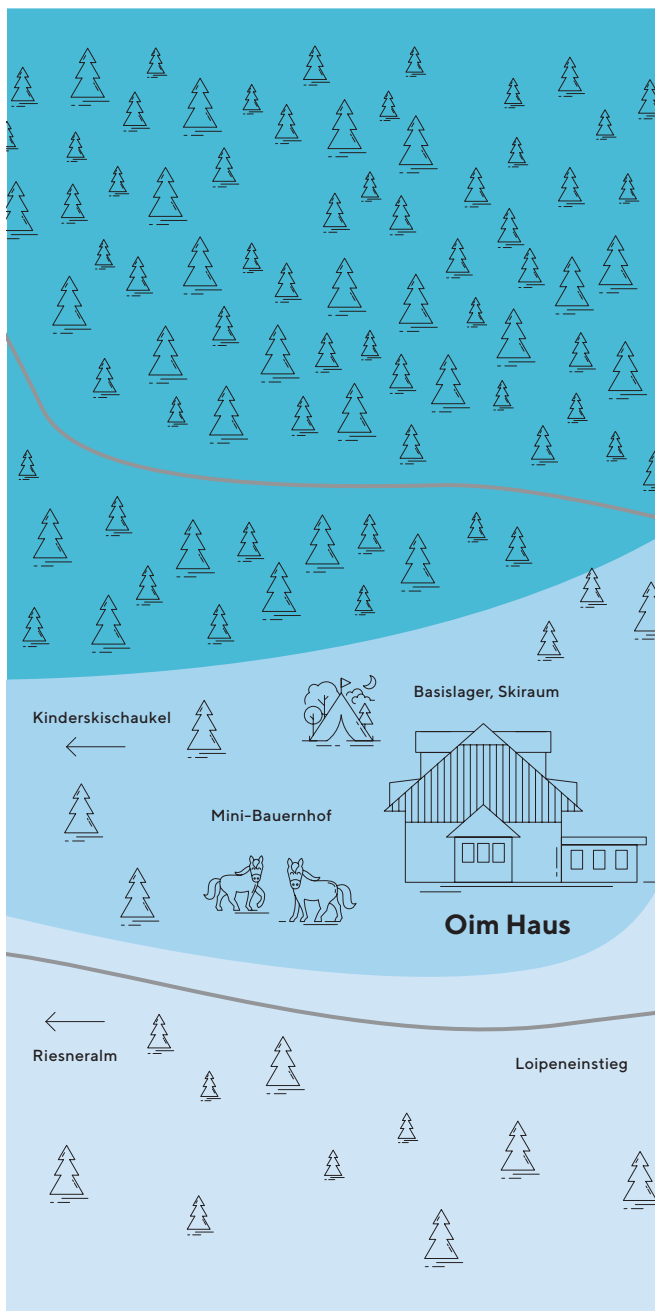 Basislager, Skiraum
Kinderskischaukel
Mini-Bauernhof
Oim Haus
Riesneralm
Loipeneinstieg